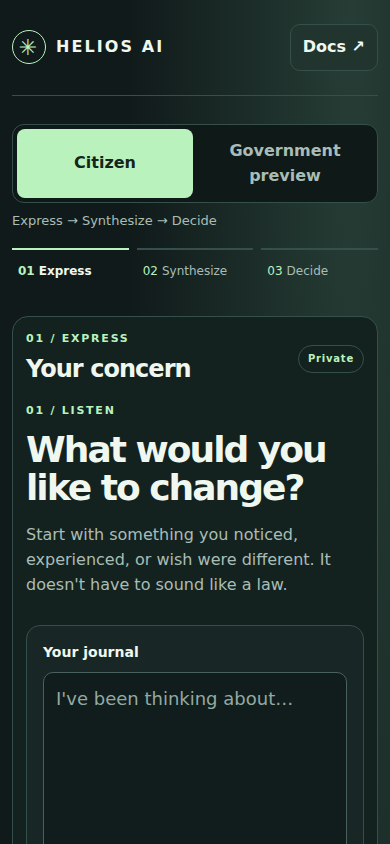 HELIOS AI
Docs ↗
Citizen
Government
preview
Express → Synthesize → Decide
01 Express
02 Synthesize
03 Decide
01 / EXPRESS
Your concern
Private
01 / LISTEN
What would you
like to change?
Start with something you noticed,
experienced, or wish were different. It
doesn't have to sound like a law.
Your journal
I've been thinking about...